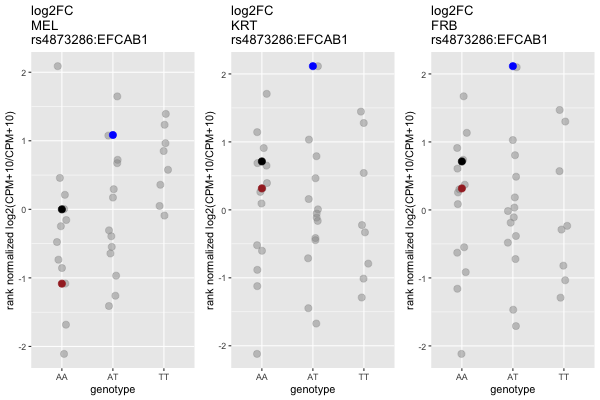 log2FC
MEL
rs4873286:EFCAB1
rank normalized log2(CPM+10/CPM+10)
2
1
0
-1
-2
AA AT TT
genotype
log2FC
KRT
rs4873286:EFCAB1
rank normalized log2(CPM+10/CPM+10)
2
1
0
-1
-2
AA AT TT
genotype
log2FC
FRB
rs4873286:EFCAB1
rank normalized log2(CPM+10/CPM+10)
2
1
0
-1
-2
AA AT TT
genotype